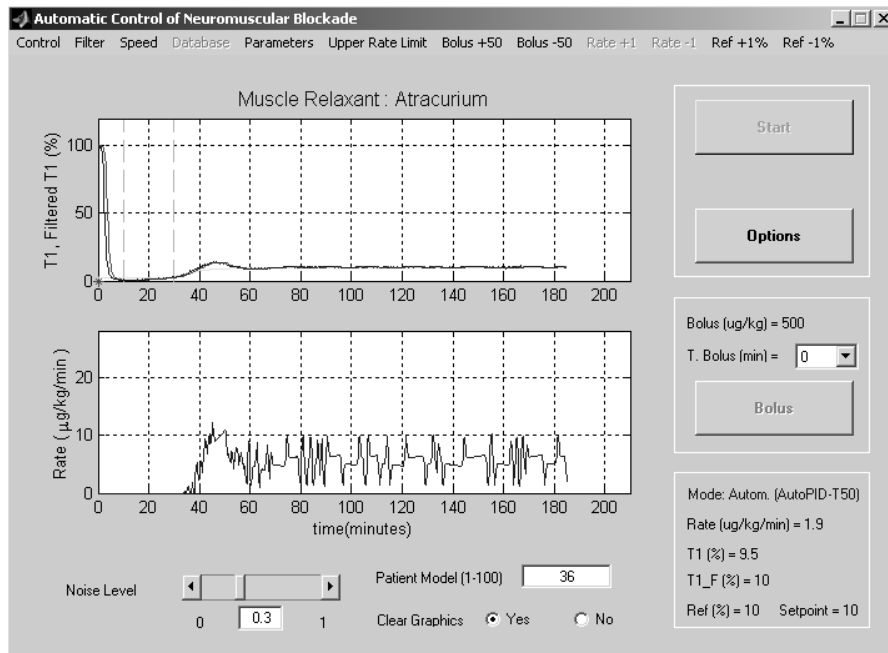 Automatic Control of Neuromuscular Blockade
Control Filter Speed Database Parameters Upper Rate Limit Bolus +50 Bolus -50 Rate +1 Rate -1 Ref +1% Ref -1%
Muscle Relaxant : Atracurium
T1, Filtered T1 (%)
100
50
0
0 20 40 60 80 100 120 140 160 180 200
Rate ( µg/kg/min )
20
10
0
0 20 40 60 80 100 120 140 160 180 200
time(minutes)
Noise Level
0 0.3 1
Patient Model (1-100) 36
Clear Graphics Yes No
Start
Options
Bolus (ug/kg) = 500
T. Bolus (min) = 0
Bolus
Mode: Autom. (AutoPID-T50)
Rate (ug/kg/min) = 1.9
T1 (%) = 9.5
T1_F (%) = 10
Ref (%) = 10 Setpoint = 10